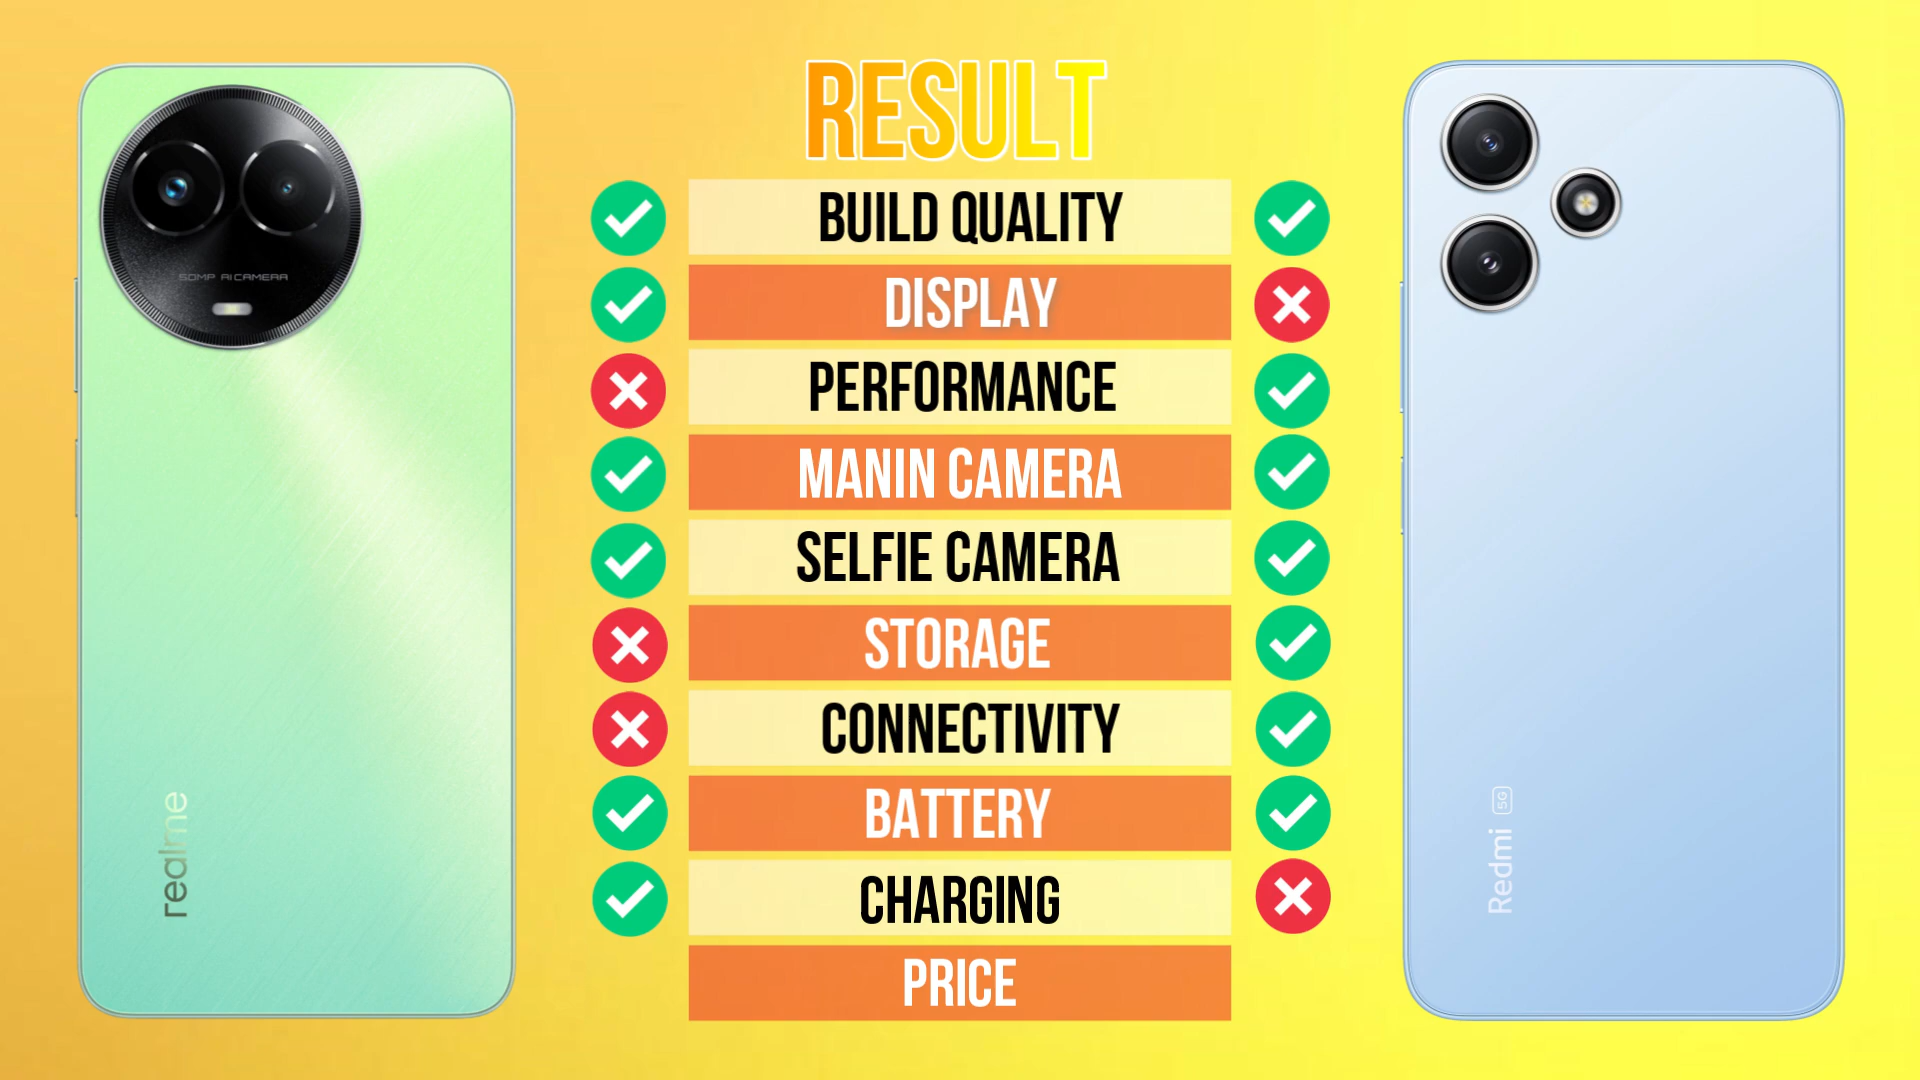 RESULT
BUILD QUALITY
DISPLAY
PERFORMANCE
MANIN CAMERA
SELFIE CAMERA
STORAGE
CONNECTIVITY
BATTERY
CHARGING
PRICE
50MP AI CAMERA
realme
Redmi 5G